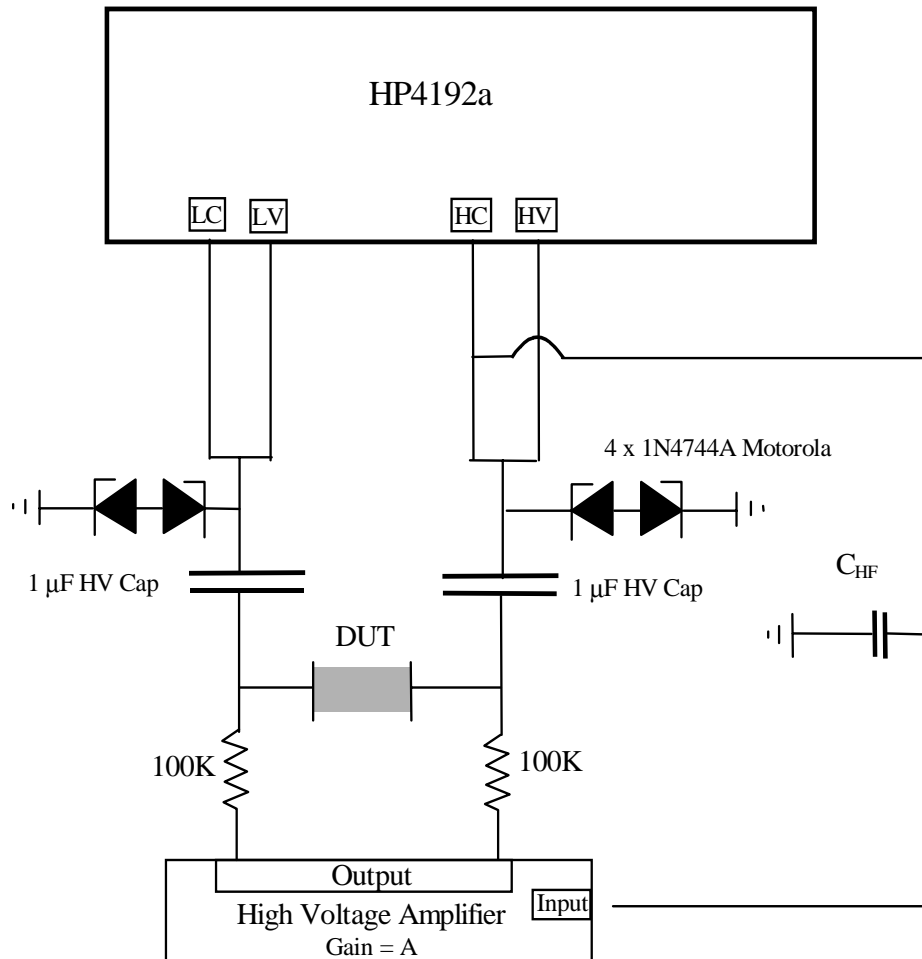 HP4192a
LC LV HC HV
4 x 1N4744A Motorola
1 μF HV Cap
1 μF HV Cap
C_HF
DUT
100K
100K
Output
Input
High Voltage Amplifier
Gain = A